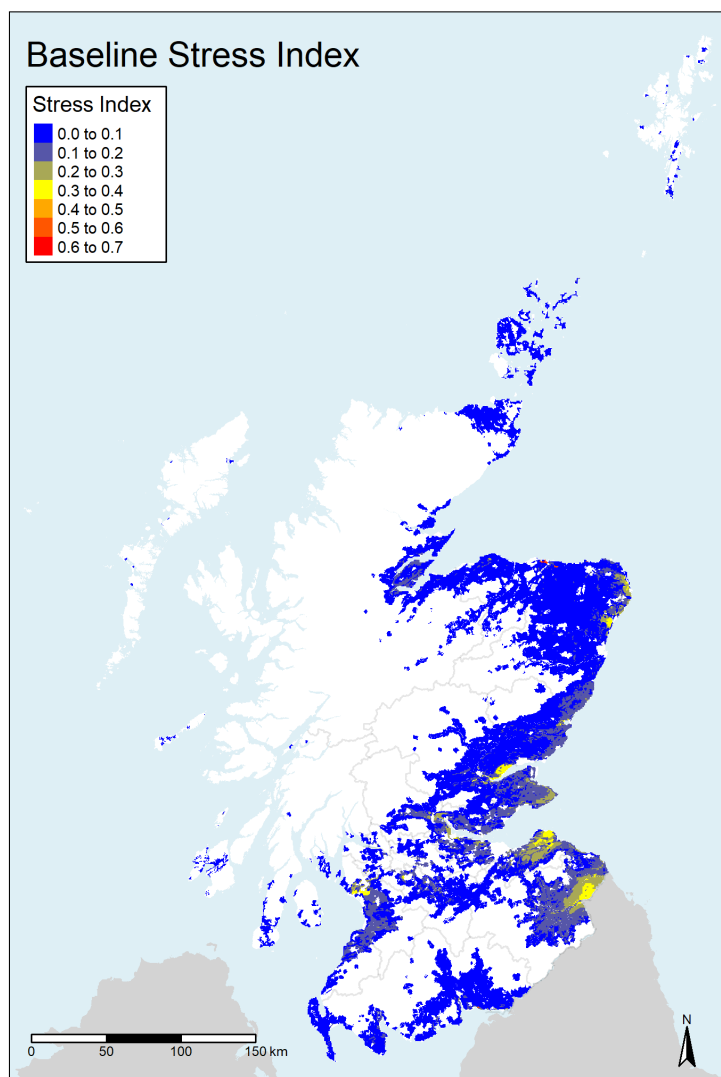 Baseline Stress Index
Stress Index
0.0 to 0.1
0.1 to 0.2
0.2 to 0.3
0.3 to 0.4
0.4 to 0.5
0.5 to 0.6
0.6 to 0.7
N
0 50 100 150 km